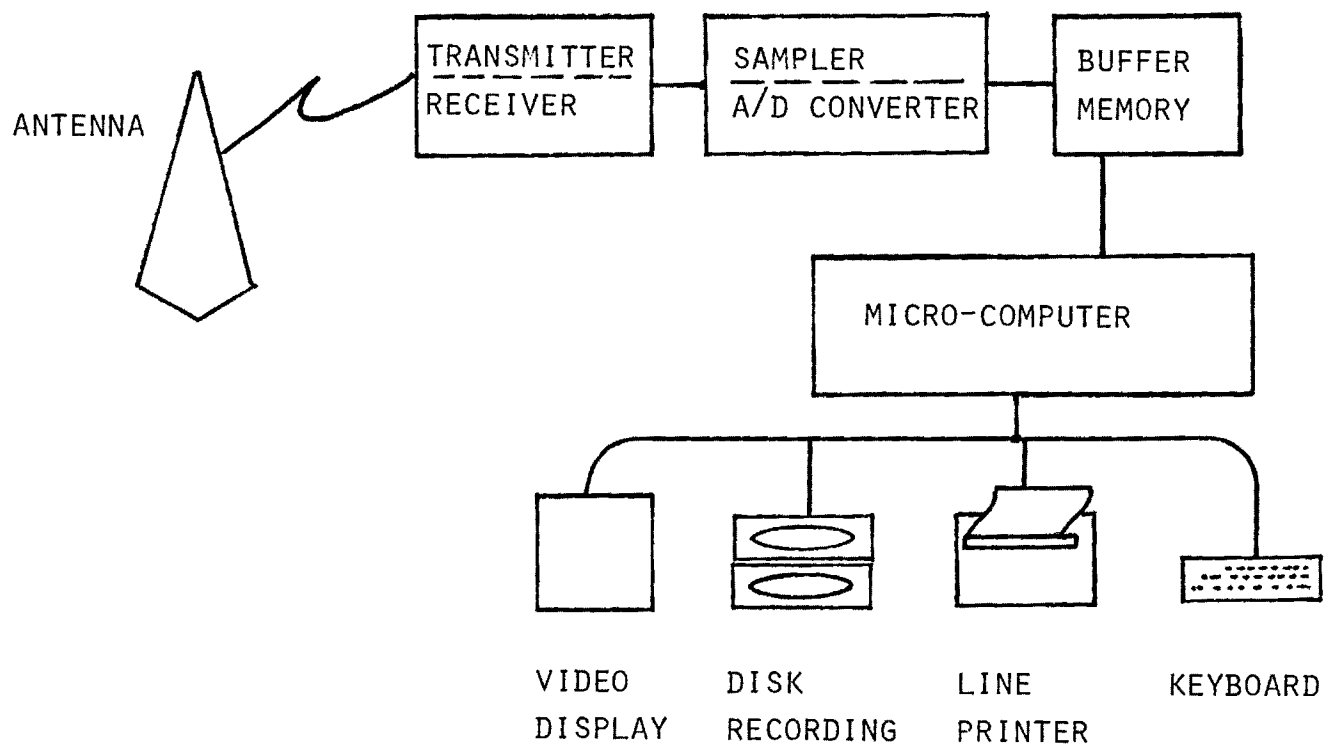 ANTENNA
TRANSMITTER
RECEIVER
SAMPLER
A/D CONVERTER
BUFFER
MEMORY
MICRO-COMPUTER
VIDEO
DISPLAY
DISK
RECORDING
LINE
PRINTER
KEYBOARD